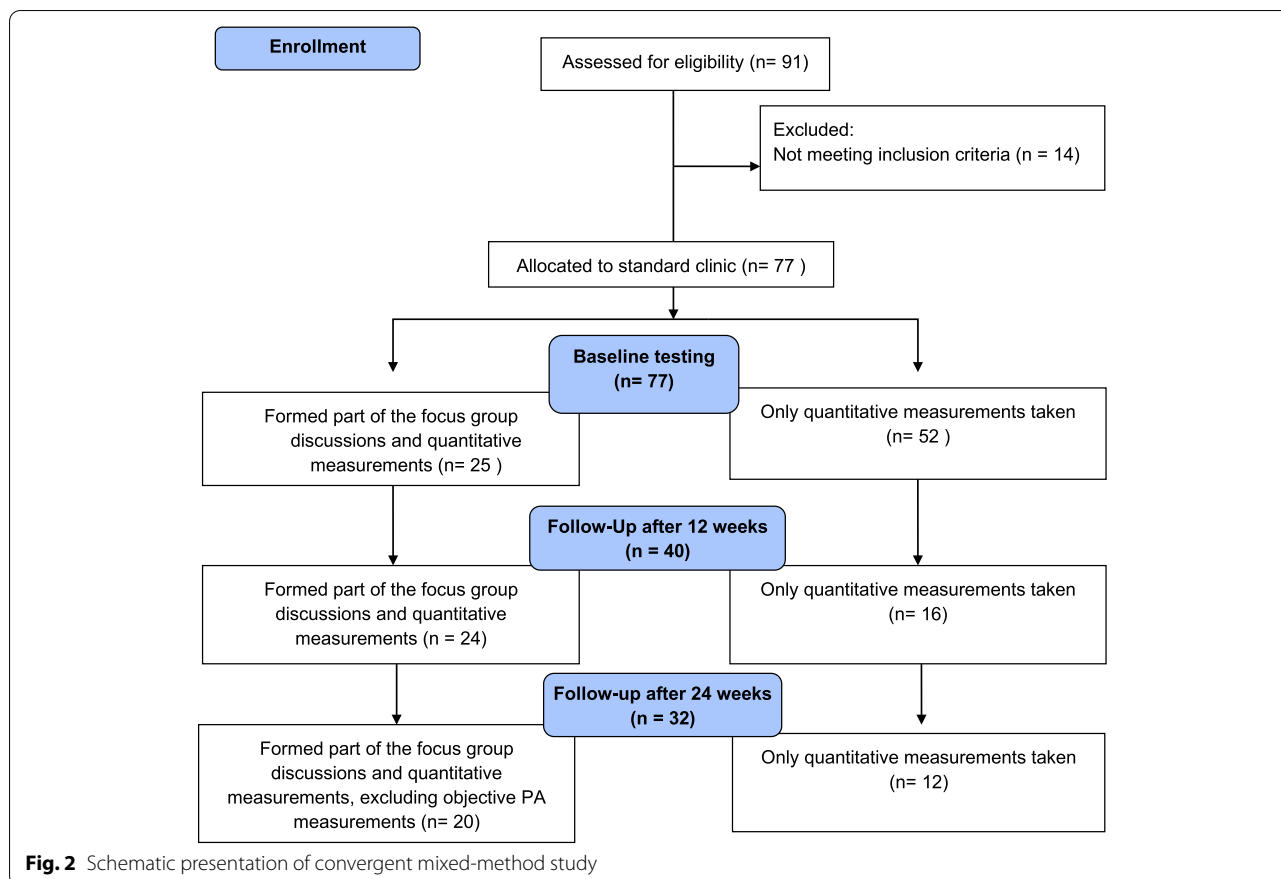 Enrollment
Assessed for eligibility (n= 91)
Excluded:
Not meeting inclusion criteria (n = 14)
Allocated to standard clinic (n= 77 )
Baseline testing
(n= 77)
Formed part of the focus group
discussions and quantitative
measurements (n= 25 )
Only quantitative measurements taken
(n= 52 )
Follow-Up after 12 weeks
(n = 40)
Formed part of the focus group
discussions and quantitative
measurements (n = 24)
Only quantitative measurements taken
(n= 16)
Follow-up after 24 weeks
(n = 32)
Formed part of the focus group
discussions and quantitative
measurements, excluding objective PA
measurements (n= 20)
Only quantitative measurements taken
(n= 12)
Fig. 2 Schematic presentation of convergent mixed-method study